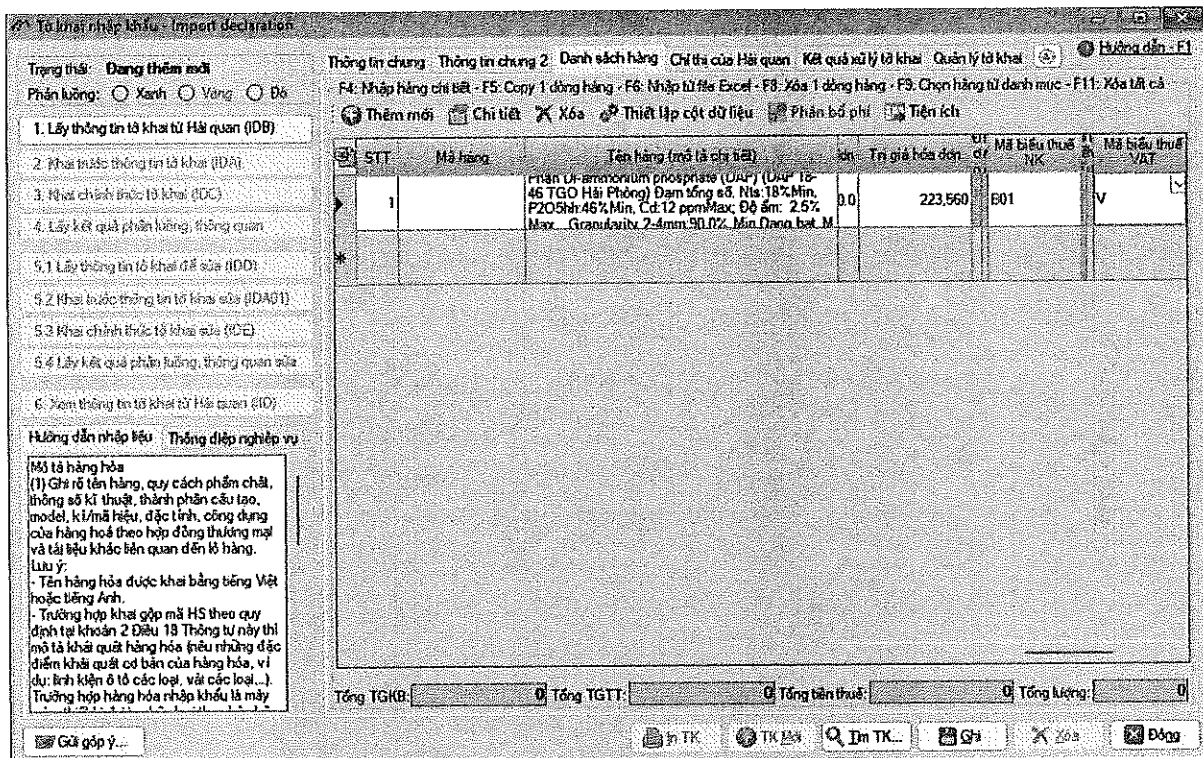 Tờ khai nhập khẩu - Import declaration
Trạng thái: Đang thêm mới
Phân luồng: Xanh Vàng Đỏ
1. Lấy thông tin tờ khai từ Hải quan (IDB)
2. Khai trước thông tin tờ khai (IDA)
3. Khai chính thức tờ khai (IDC)
4. Lấy kết quả phân luồng, thông quan
5.1 Lấy thông tin tờ khai để sửa (IDD)
5.2 Khai trước thông tin tờ khai sửa (IDA01)
5.3 Khai chính thức tờ khai sửa (IDE)
5.4 Lấy kết quả phân luồng, thông quan sửa
6. Xem thông tin tờ khai từ Hải quan (IID)
Hướng dẫn nhập liệu Thông điệp nghiệp vụ
Mô tả hàng hóa
(1) Ghi rõ tên hàng, quy cách phẩm chất,
thông số kĩ thuật, thành phần cấu tạo,
model, kí/mã hiệu, đặc tính, công dụng
của hàng hoá theo hợp đồng thương mại
và tài liệu khác liên quan đến lô hàng.
Lưu ý:
- Tên hàng hóa được khai bằng tiếng Việt
hoặc tiếng Anh.
- Trường hợp khai gộp mã HS theo quy
định tại khoản 2 Điều 18 Thông tư này thì
mô tả khái quát hàng hóa (nêu những đặc
điểm khái quát cơ bản của hàng hóa, ví
dụ: linh kiện ô tô các loại, vải các loại,..).
Trường hợp hàng hóa nhập khẩu là máy
Gửi góp ý...
Hướng dẫn - F1
Thông tin chung Thông tin chung 2 Danh sách hàng Chỉ thị của Hải quan Kết quả xử lý tờ khai Quản lý tờ khai
F4: Nhập hàng chi tiết - F5: Copy 1 dòng hàng - F6: Nhập từ file Excel - F8: Xóa 1 dòng hàng - F9: Chọn hàng từ danh mục - F11: Xóa tất cả
Thêm mới Chi tiết Xóa Thiết lập cột dữ liệu Phân bổ phí Tiện ích
STT Mã hàng Tên hàng (mô tả chi tiết) Trị giá hóa đơn Mã biểu thuế NK Mã biểu thuế VAT
Phân Di-ammonium phosphate (DAP) (DAP 18-
46 TGO Hải Phòng) Đạm tổng số, Nts:18%Min,
1 P2O5hh:46%Min, Cd:12 ppmMax; Độ ẩm: 2.5% 0.0 223,560 B01 V
Max Granularity 2-4mm:90.0% Min Dạng hạt M
Tổng TGKB: 0 Tổng TGTT: 0 Tổng tiền thuế: 0 Tổng lượng: 0
In TK TK Mới Tìm TK... Ghi Xóa Đóng